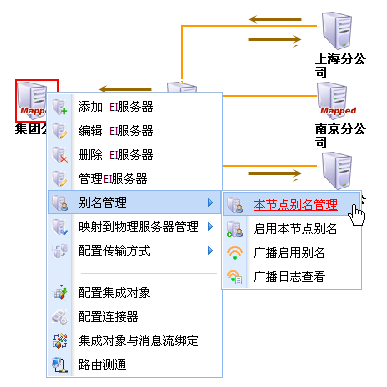 上海分公
司
Mapped
集团公
Mapped
南京分公
司
添加 EI服务器
编辑 EI服务器
删除 EI服务器
管理EI服务器
别名管理
映射到物理服务器管理
配置传输方式
配置集成对象
配置连接器
集成对象与消息流绑定
路由测通
本节点别名管理
启用本节点别名
广播启用别名
广播日志查看